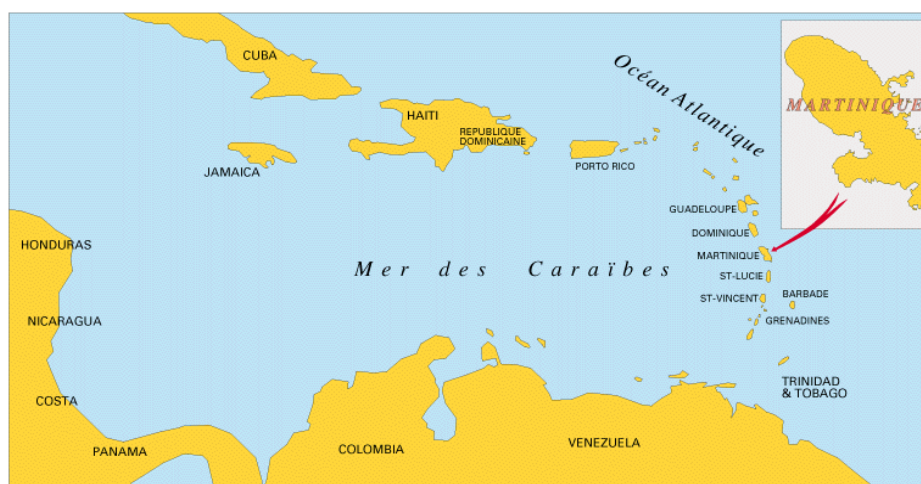 CUBA
Océan Atlantique
MARTINIQUE
HAITI
REPUBLIQUE
DOMINICAINE
JAMAICA
PORTO RICO
GUADELOUPE
DOMINIQUE
HONDURAS
MARTINIQUE
Mer des Caraïbes
ST-LUCIE
ST-VINCENT
BARBADE
NICARAGUA
GRENADINES
TRINIDAD
& TOBAGO
COSTA
PANAMA
COLOMBIA
VENEZUELA